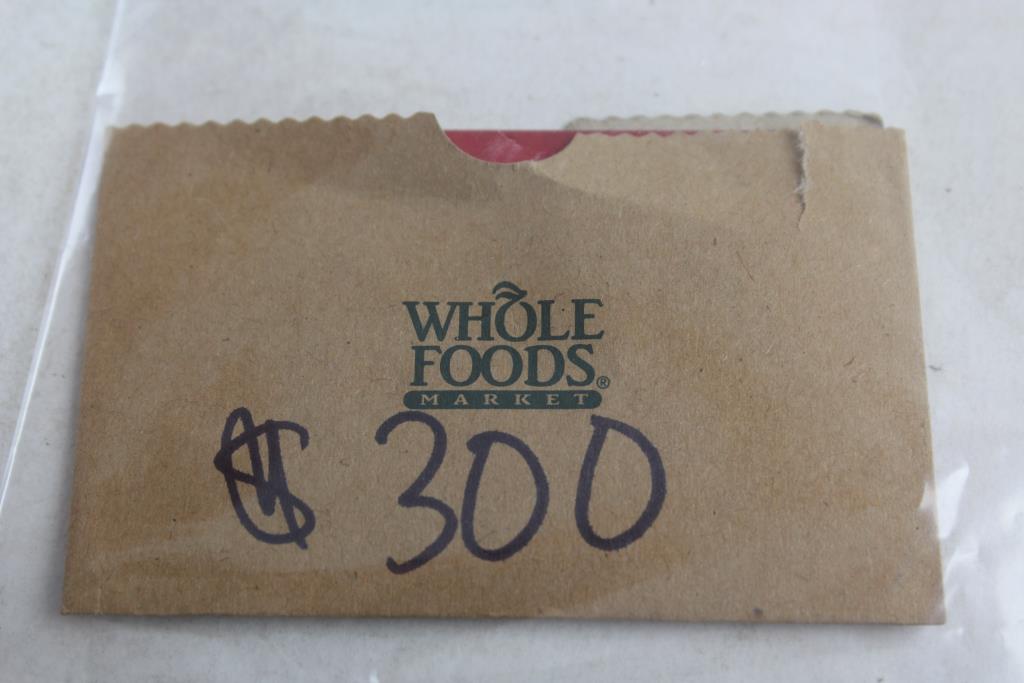 WHOLE
FOODS®
MARKET
$ 300